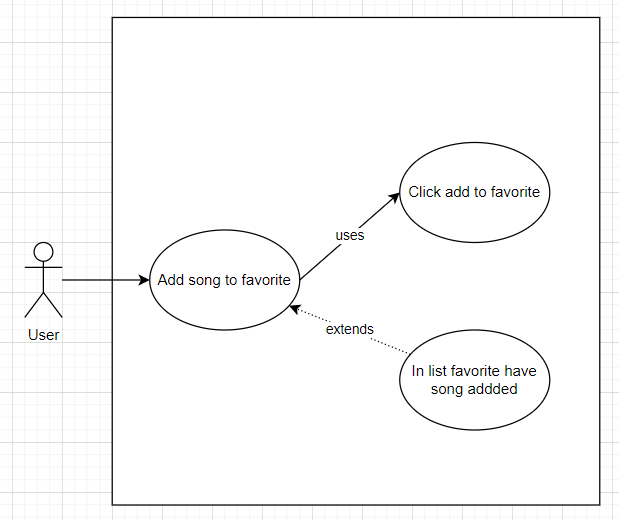 Click add to favorite
uses
Add song to favorite
User
extends
In list favorite have
song addded